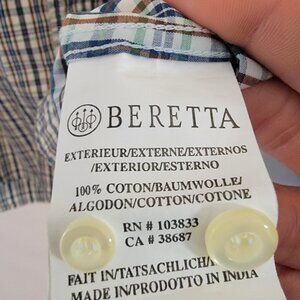 BERETTA
EXTERIEUR/EXTERNE/EXTERNOS
/EXTERIOR/ESTERNO
100% COTON/BAUMWOLLE/
ALGODON/COTTON/COTONE
RN # 103833
CA # 38687
FAIT IN/TATSACHLICH/
MADE IN/PRODOTTO IN INDIA